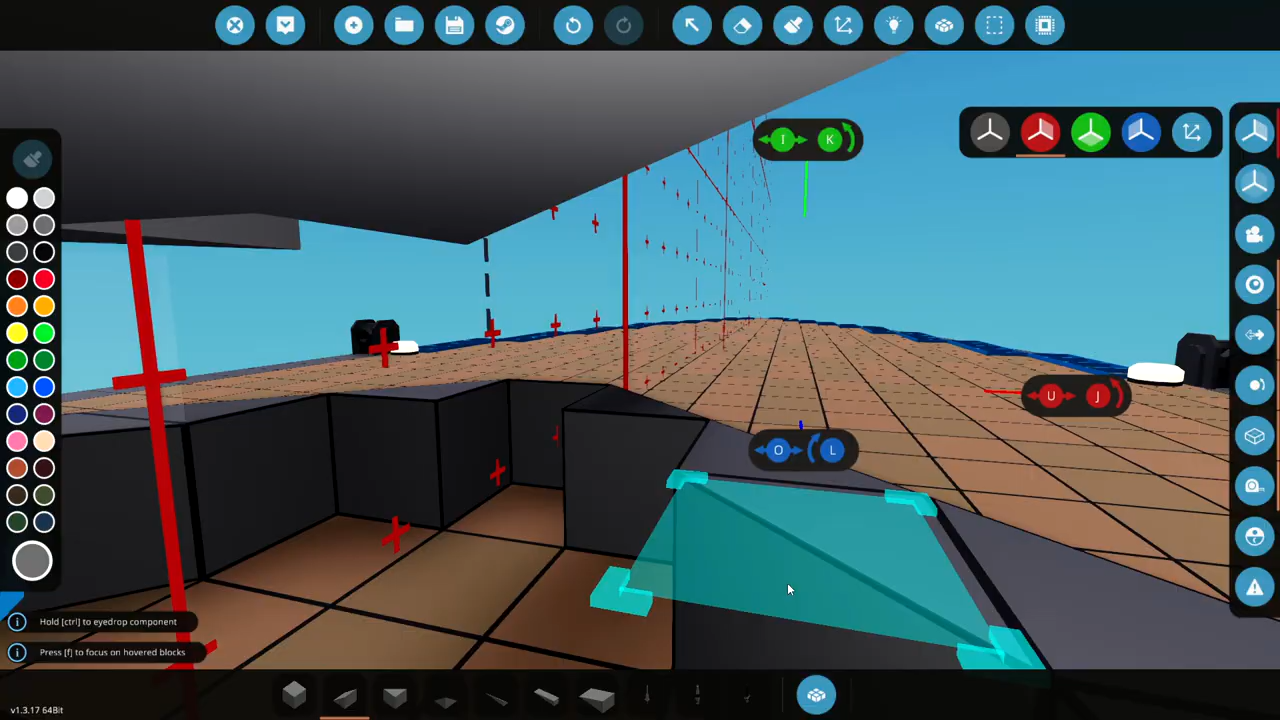 I K
U J
O L
Hold [ctrl] to eyedrop component
Press [f] to focus on hovered blocks
v1.3.17 64Bit